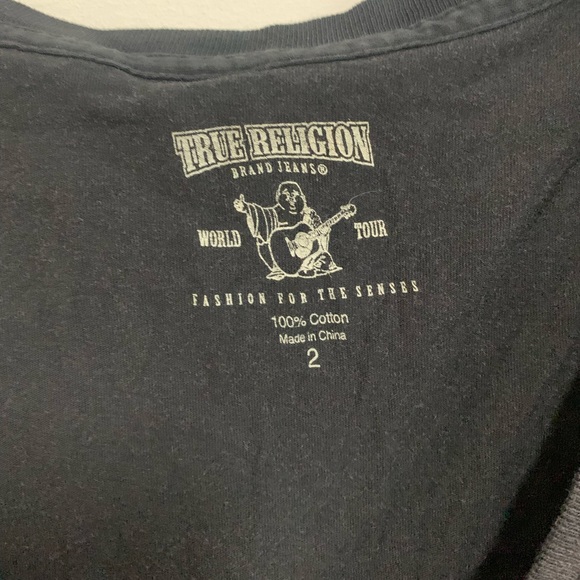 TRUE RELIGION
BRAND JEANS®
WORLD TOUR
FASHION FOR THE SENSES
100% Cotton
Made in China
2